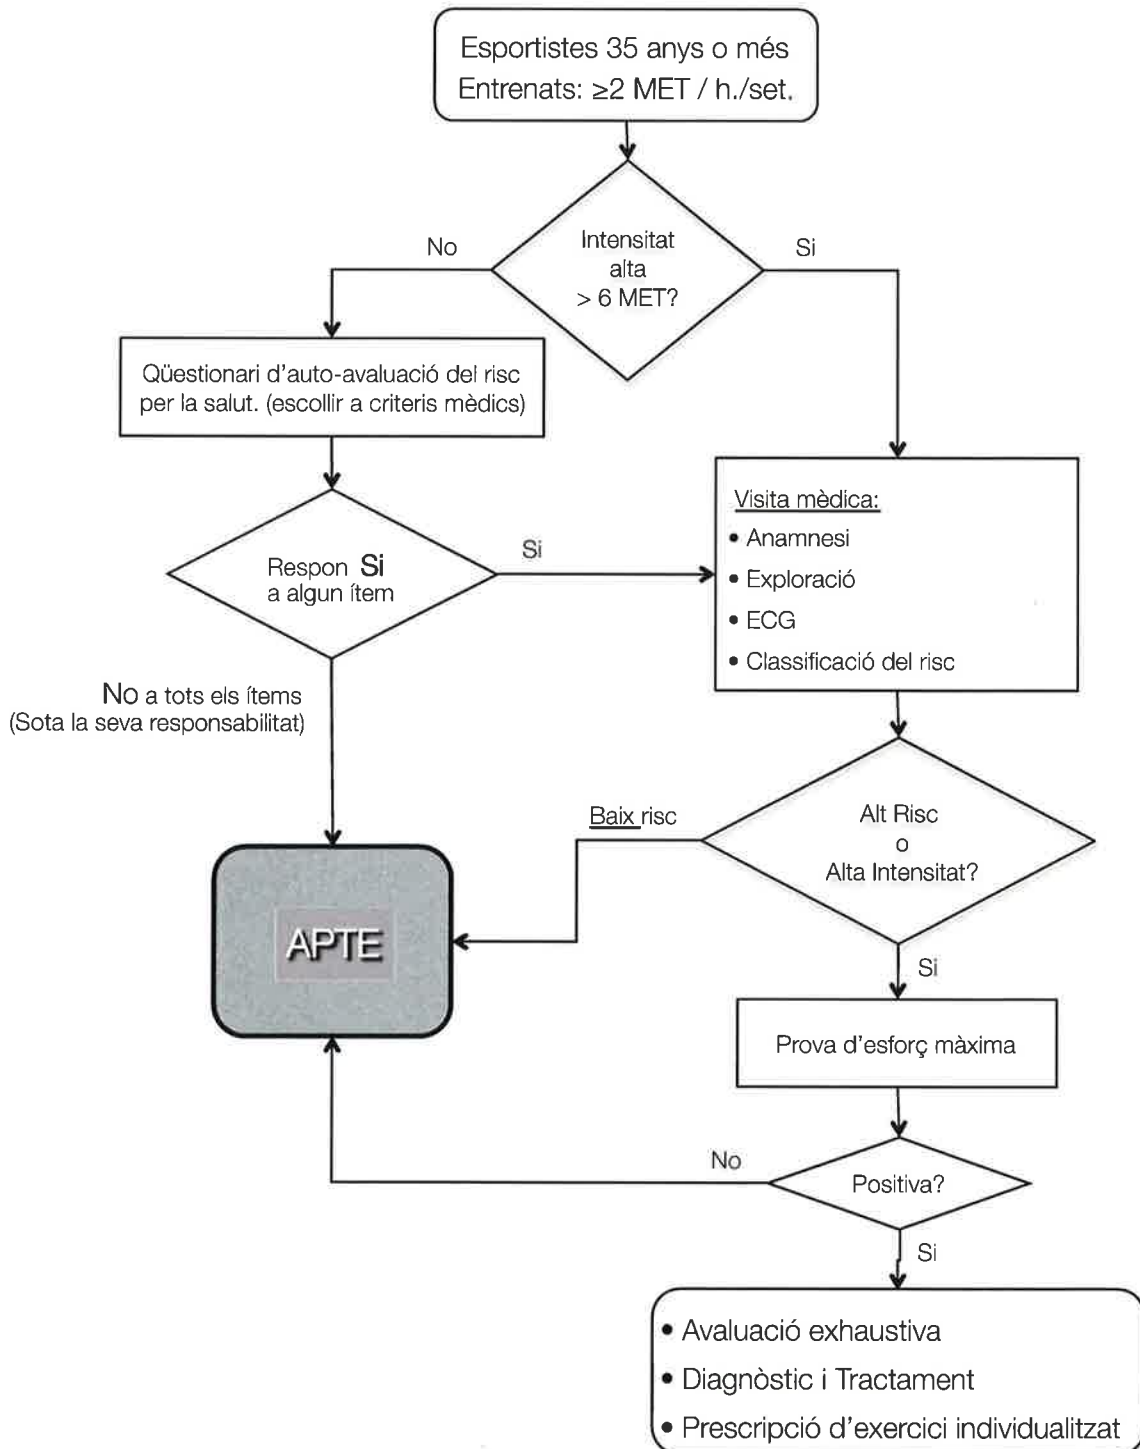 Esportistes 35 anys o més
Entrenats: ≥2 MET / h./set.
Intensitat
alta
> 6 MET?
No
Si
Qüestionari d'auto-avaluació del risc
per la salut. (escollir a criteris mèdics)
Respon Si
a algun ítem
Si
Visita mèdica:
• Anamnesi
• Exploració
• ECG
• Classificació del risc
No a tots els ítems
(Sota la seva responsabilitat)
Baix risc
Alt Risc
o
Alta Intensitat?
APTE
Si
Prova d'esforç màxima
No
Positiva?
Si
• Avaluació exhaustiva
• Diagnòstic i Tractament
• Prescripció d'exercici individualitzat